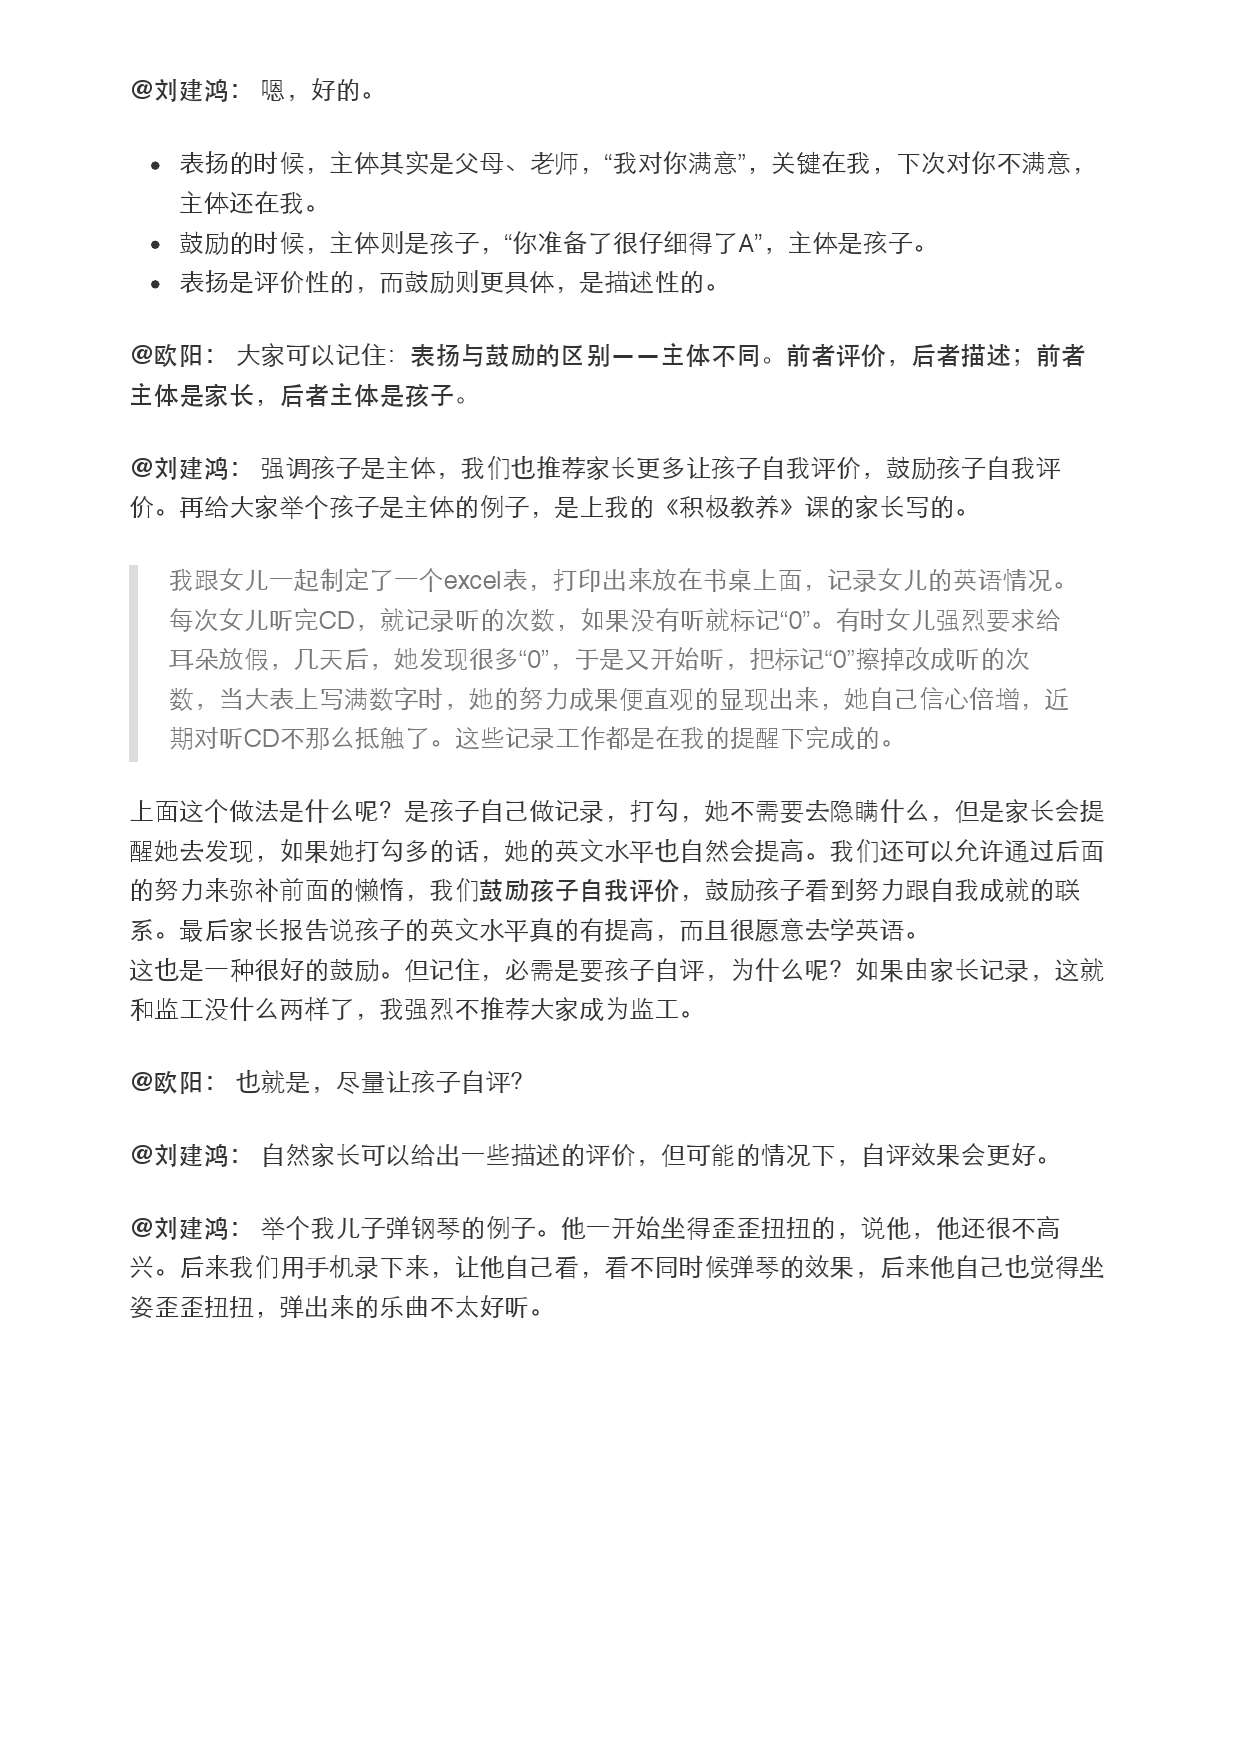 @刘建鸿： 嗯，好的。
• 表扬的时候，主体其实是父母、老师，“我对你满意”，关键在我，下次对你不满意，
主体还在我。
• 鼓励的时候，主体则是孩子，“你准备了很仔细得了A”，主体是孩子。
• 表扬是评价性的，而鼓励则更具体，是描述性的。
@欧阳： 大家可以记住：表扬与鼓励的区别——主体不同。前者评价，后者描述；前者
主体是家长，后者主体是孩子。
@刘建鸿： 强调孩子是主体，我们也推荐家长更多让孩子自我评价，鼓励孩子自我评
价。再给大家举个孩子是主体的例子，是上我的《积极教养》课的家长写的。
我跟女儿一起制定了一个excel表，打印出来放在书桌上面，记录女儿的英语情况。
每次女儿听完CD，就记录听的次数，如果没有听就标记“0”。有时女儿强烈要求给
耳朵放假，几天后，她发现很多“0”，于是又开始听，把标记“0”擦掉改成听的次
数，当大表上写满数字时，她的努力成果便直观的显现出来，她自己信心倍增，近
期对听CD不那么抵触了。这些记录工作都是在我的提醒下完成的。
上面这个做法是什么呢？是孩子自己做记录，打勾，她不需要去隐瞒什么，但是家长会提
醒她去发现，如果她打勾多的话，她的英文水平也自然会提高。我们还可以允许通过后面
的努力来弥补前面的懒惰，我们鼓励孩子自我评价，鼓励孩子看到努力跟自我成就的联
系。最后家长报告说孩子的英文水平真的有提高，而且很愿意去学英语。
这也是一种很好的鼓励。但记住，必需是要孩子自评，为什么呢？如果由家长记录，这就
和监工没什么两样了，我强烈不推荐大家成为监工。
@欧阳： 也就是，尽量让孩子自评？
@刘建鸿： 自然家长可以给出一些描述的评价，但可能的情况下，自评效果会更好。
@刘建鸿： 举个我儿子弹钢琴的例子。他一开始坐得歪歪扭扭的，说他，他还很不高
兴。后来我们用手机录下来，让他自己看，看不同时候弹琴的效果，后来他自己也觉得坐
姿歪歪扭扭，弹出来的乐曲不太好听。